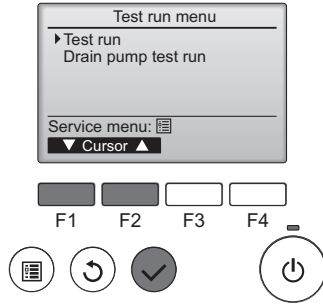 Test run menu
Test run
Drain pump test run
Service menu:
▼ Cursor ▲
F1 F2 F3 F4